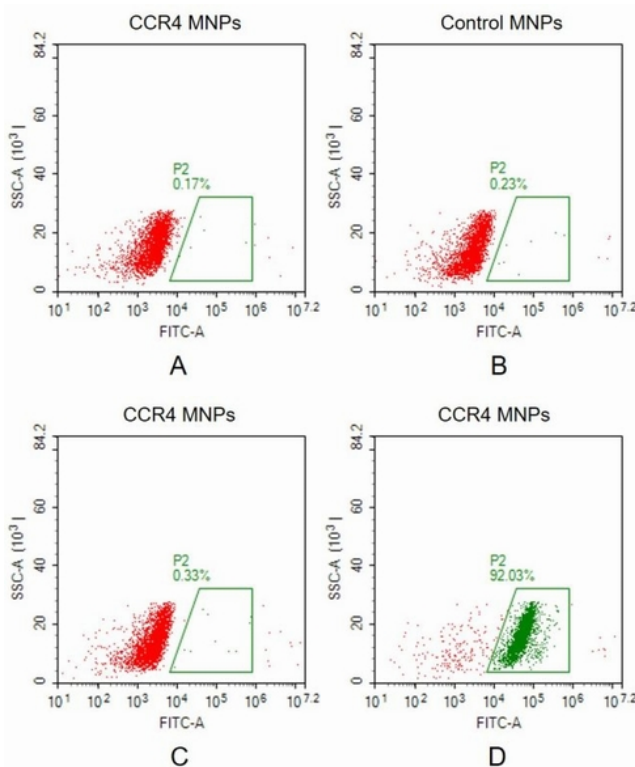 CCR4 MNPs
84.2
60
40
20
0
SSC-A (10³]
P2
0.17%
10¹ 10² 10³ 10⁴ 10⁵ 10⁶ 10⁷·²
FITC-A
A
Control MNPs
84.2
60
40
20
0
SSC-A (10³]
P2
0.23%
10¹ 10² 10³ 10⁴ 10⁵ 10⁶ 10⁷·²
FITC-A
B
CCR4 MNPs
84.2
60
40
20
0
SSC-A (10³]
P2
0.33%
10¹ 10² 10³ 10⁴ 10⁵ 10⁶ 10⁷·²
FITC-A
C
CCR4 MNPs
84.2
60
40
20
0
SSC-A (10³]
P2
92.03%
10¹ 10² 10³ 10⁴ 10⁵ 10⁶ 10⁷·²
FITC-A
D